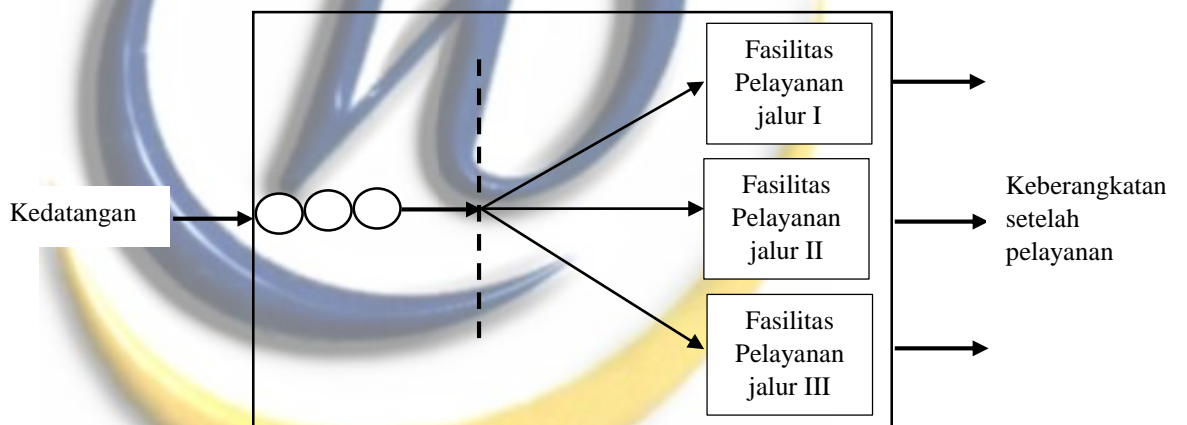 Fasilitas
Pelayanan
jalur I
Kedatangan
Fasilitas
Pelayanan
jalur II
Keberangkatan
setelah
pelayanan
Fasilitas
Pelayanan
jalur III